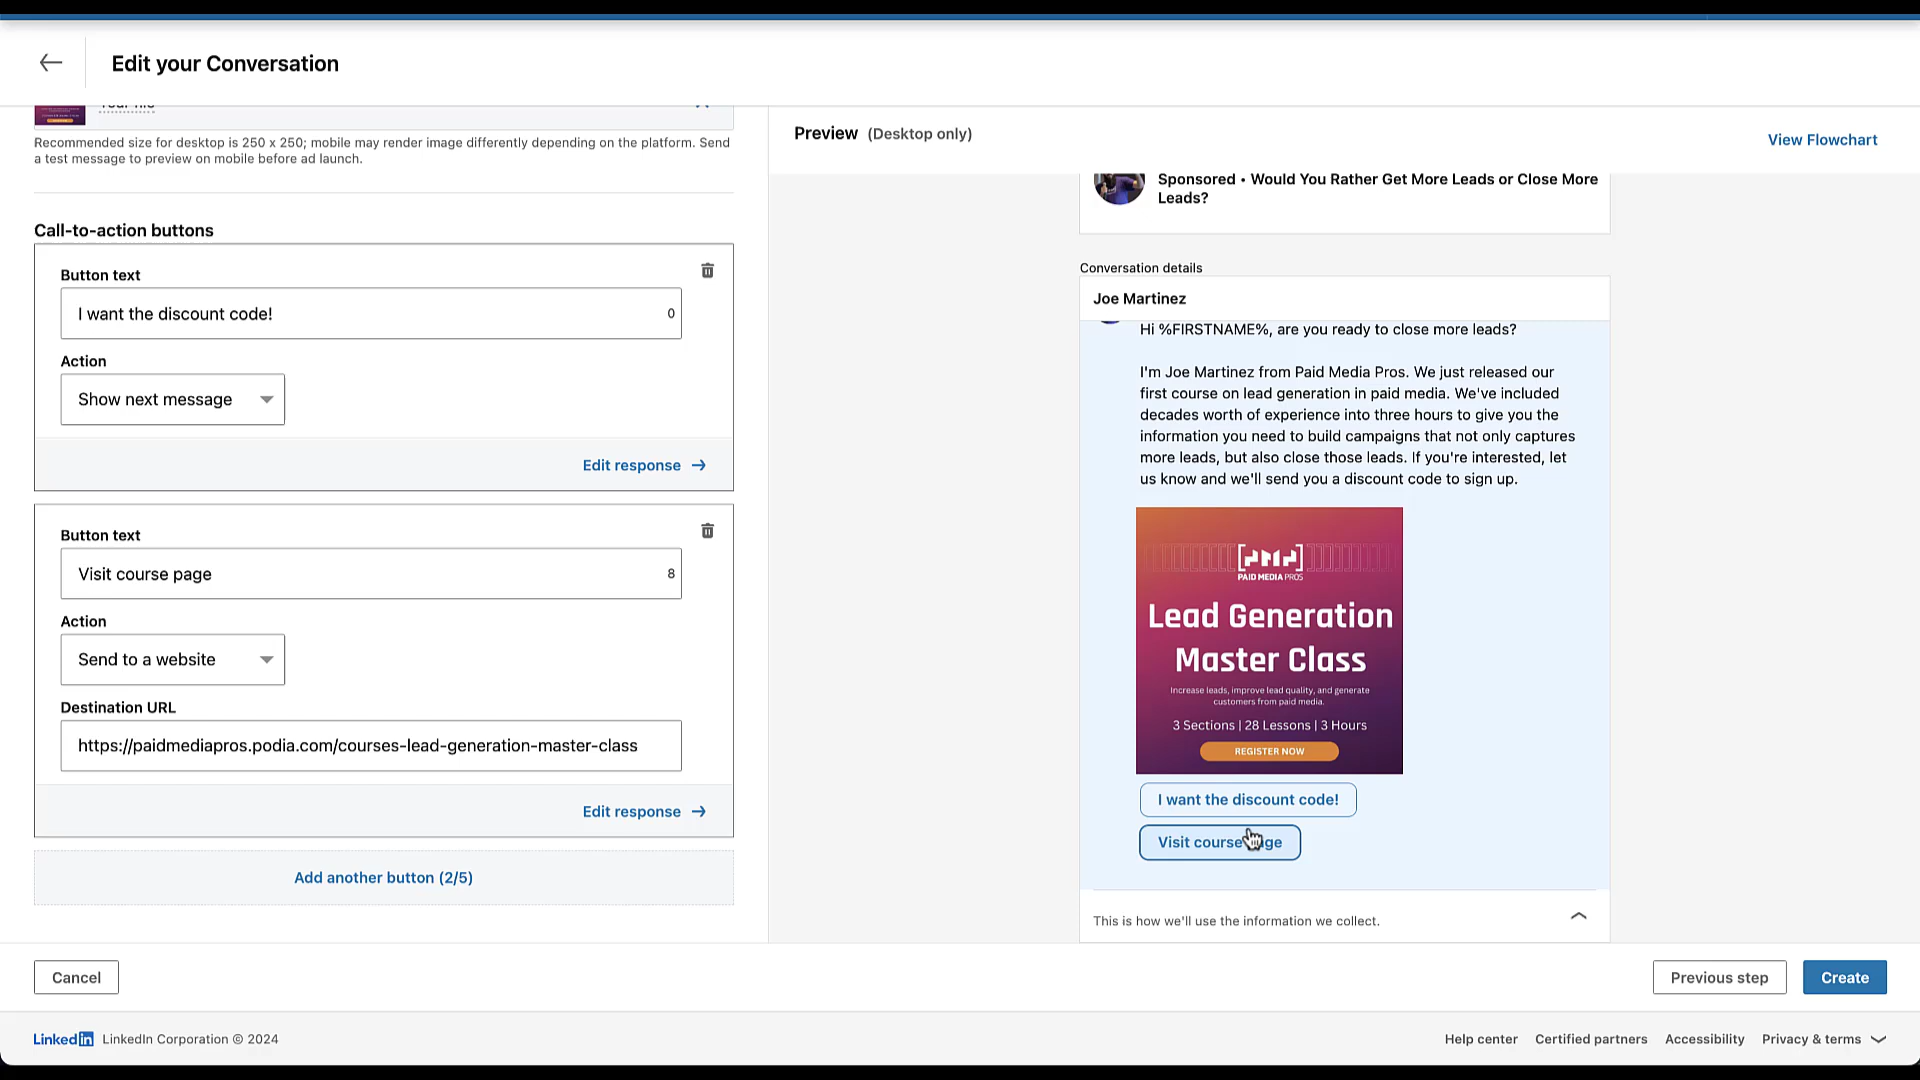 Edit your Conversation
Your file
Recommended size for desktop is 250 x 250; mobile may render image differently depending on the platform. Send
a test message to preview on mobile before ad launch.
Call-to-action buttons
Button text
I want the discount code!
0
Action
Show next message
Edit response
Button text
Visit course page
8
Action
Send to a website
Destination URL
https://paidmediapros.podia.com/courses-lead-generation-master-class
Edit response
Add another button (2/5)
Preview (Desktop only)
View Flowchart
Sponsored • Would You Rather Get More Leads or Close More
Leads?
Conversation details
Joe Martinez
Hi %FIRSTNAME%, are you ready to close more leads?
I'm Joe Martinez from Paid Media Pros. We just released our
first course on lead generation in paid media. We've included
decades worth of experience into three hours to give you the
information you need to build campaigns that not only captures
more leads, but also close those leads. If you're interested, let
us know and we'll send you a discount code to sign up.
PMP
PAID MEDIA PROS
Lead Generation
Master Class
Increase leads, improve lead quality, and generate
customers from paid media.
3 Sections | 28 Lessons | 3 Hours
REGISTER NOW
I want the discount code!
Visit course page
This is how we'll use the information we collect.
Cancel
Previous step
Create
LinkedIn LinkedIn Corporation © 2024
Help center
Certified partners
Accessibility
Privacy & terms